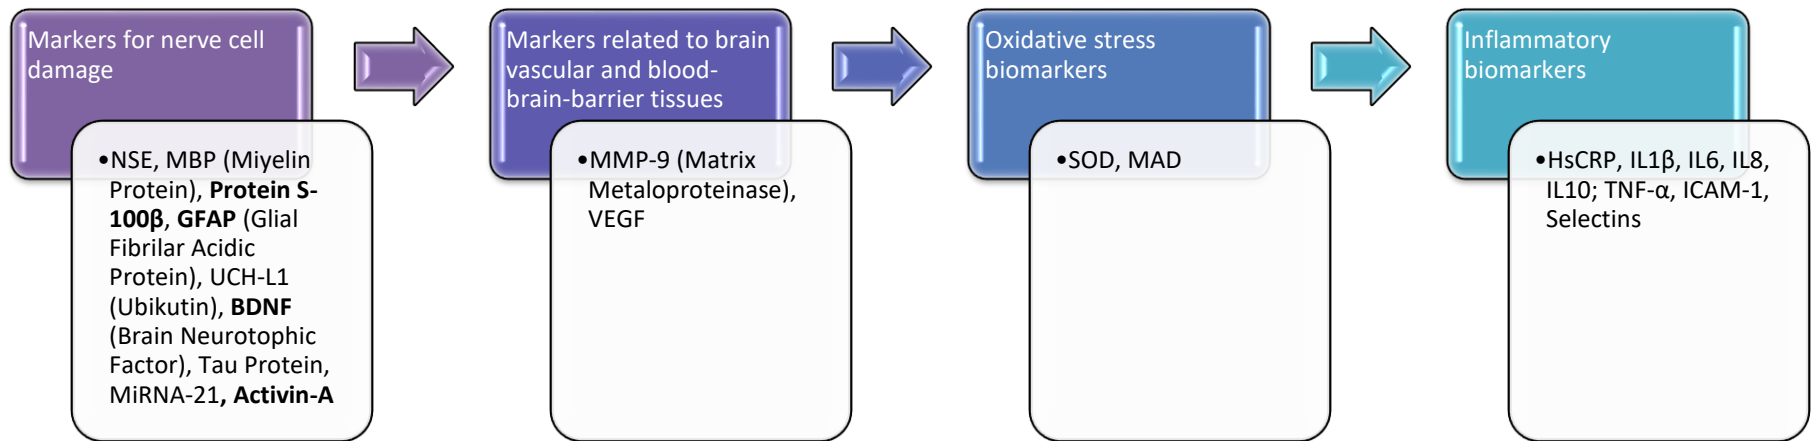 Markers for nerve cell
damage
•NSE, MBP (Miyelin
Protein), Protein S-
100β, GFAP (Glial
Fibrilar Acidic
Protein), UCH-L1
(Ubikutin), BDNF
(Brain Neurotophic
Factor), Tau Protein,
MiRNA-21, Activin-A
Markers related to brain
vascular and blood-
brain-barrier tissues
•MMP-9 (Matrix
Metaloproteinase),
VEGF
Oxidative stress
biomarkers
•SOD, MAD
Inflammatory
biomarkers
•HsCRP, IL1β, IL6, IL8,
IL10; TNF-α, ICAM-1,
Selectins